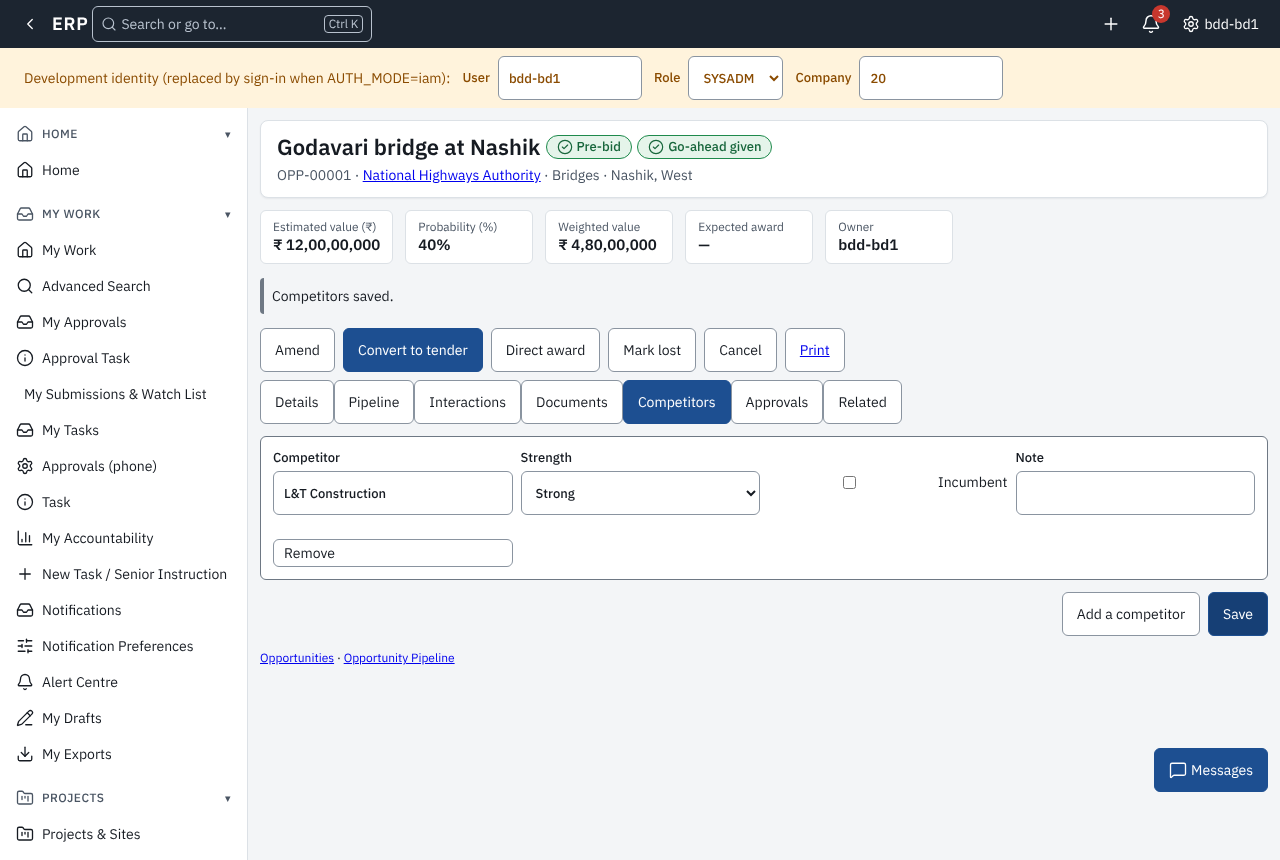 ERP
Search or go to… Ctrl K
3
bdd-bd1
Development identity (replaced by sign-in when AUTH_MODE=iam): User bdd-bd1 Role SYSADM Company 20
HOME
Home
MY WORK
My Work
Advanced Search
My Approvals
Approval Task
My Submissions & Watch List
My Tasks
Approvals (phone)
Task
My Accountability
New Task / Senior Instruction
Notifications
Notification Preferences
Alert Centre
My Drafts
My Exports
PROJECTS
Projects & Sites
Godavari bridge at Nashik Pre-bid Go-ahead given
OPP-00001 · National Highways Authority · Bridges · Nashik, West
Estimated value (₹)
₹ 12,00,00,000
Probability (%)
40%
Weighted value
₹ 4,80,00,000
Expected award
—
Owner
bdd-bd1
Competitors saved.
Amend Convert to tender Direct award Mark lost Cancel Print
Details Pipeline Interactions Documents Competitors Approvals Related
Competitor
L&T Construction
Strength
Strong
Incumbent
Note
Remove
Add a competitor Save
Opportunities · Opportunity Pipeline
Messages